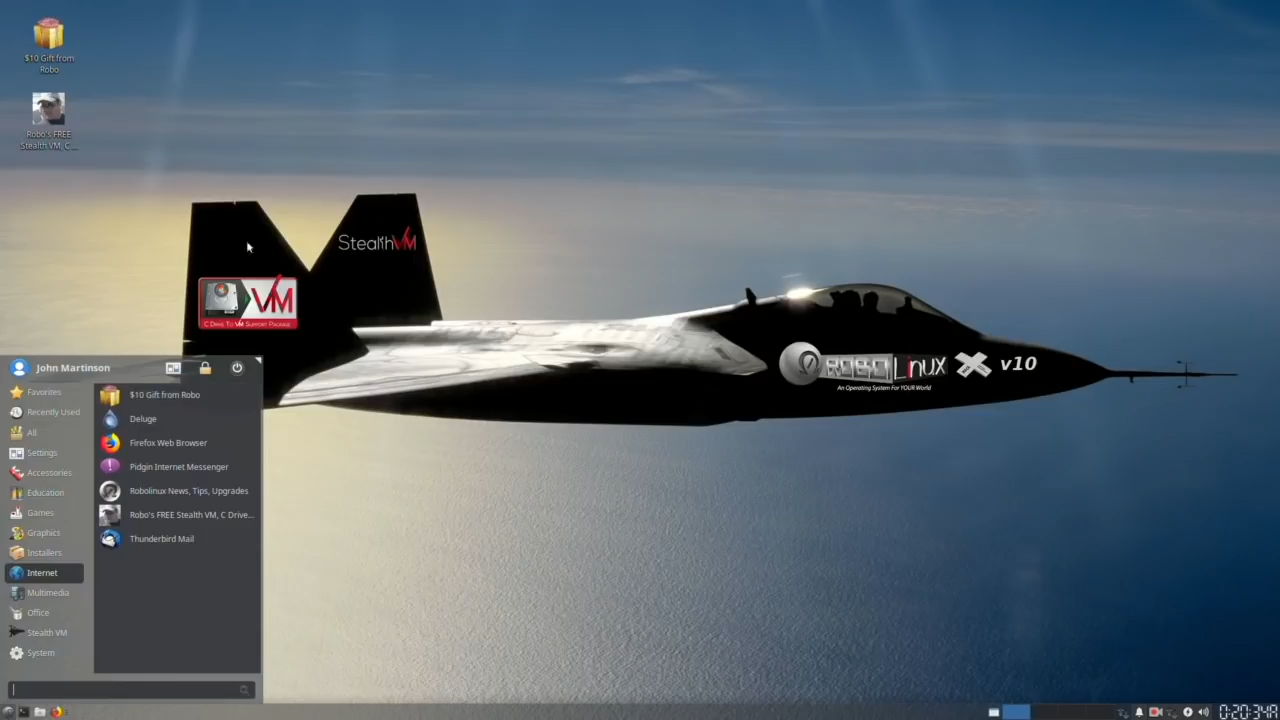 $10 Gift from
Robo
Robo's FREE
Stealth VM, C ...
StealthVM
VM
C Drive To VM Support Package
ROBOLinux v10
An Operating System For YOUR World
John Martinson
Favorites
Recently Used
All
Settings
Accessories
Education
Games
Graphics
Installers
Internet
Multimedia
Office
Stealth VM
System
$10 Gift from Robo
Deluge
Firefox Web Browser
Pidgin Internet Messenger
Robolinux News, Tips, Upgrades
Robo's FREE Stealth VM, C Drive...
Thunderbird Mail
0:20:348